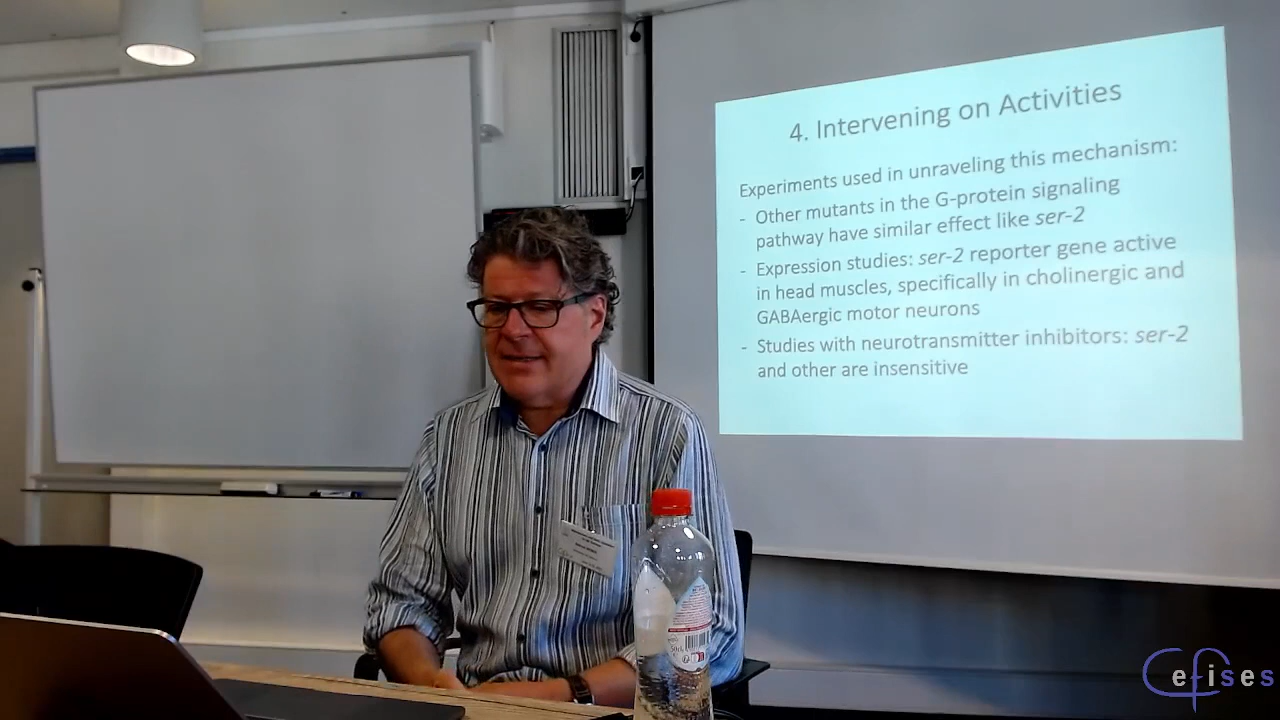 4. Intervening on Activities
Experiments used in unraveling this mechanism:
- Other mutants in the G-protein signaling
pathway have similar effect like ser-2
- Expression studies: ser-2 reporter gene active
in head muscles, specifically in cholinergic and
GABAergic motor neurons
- Studies with neurotransmitter inhibitors: ser-2
and other are insensitive
Cefises